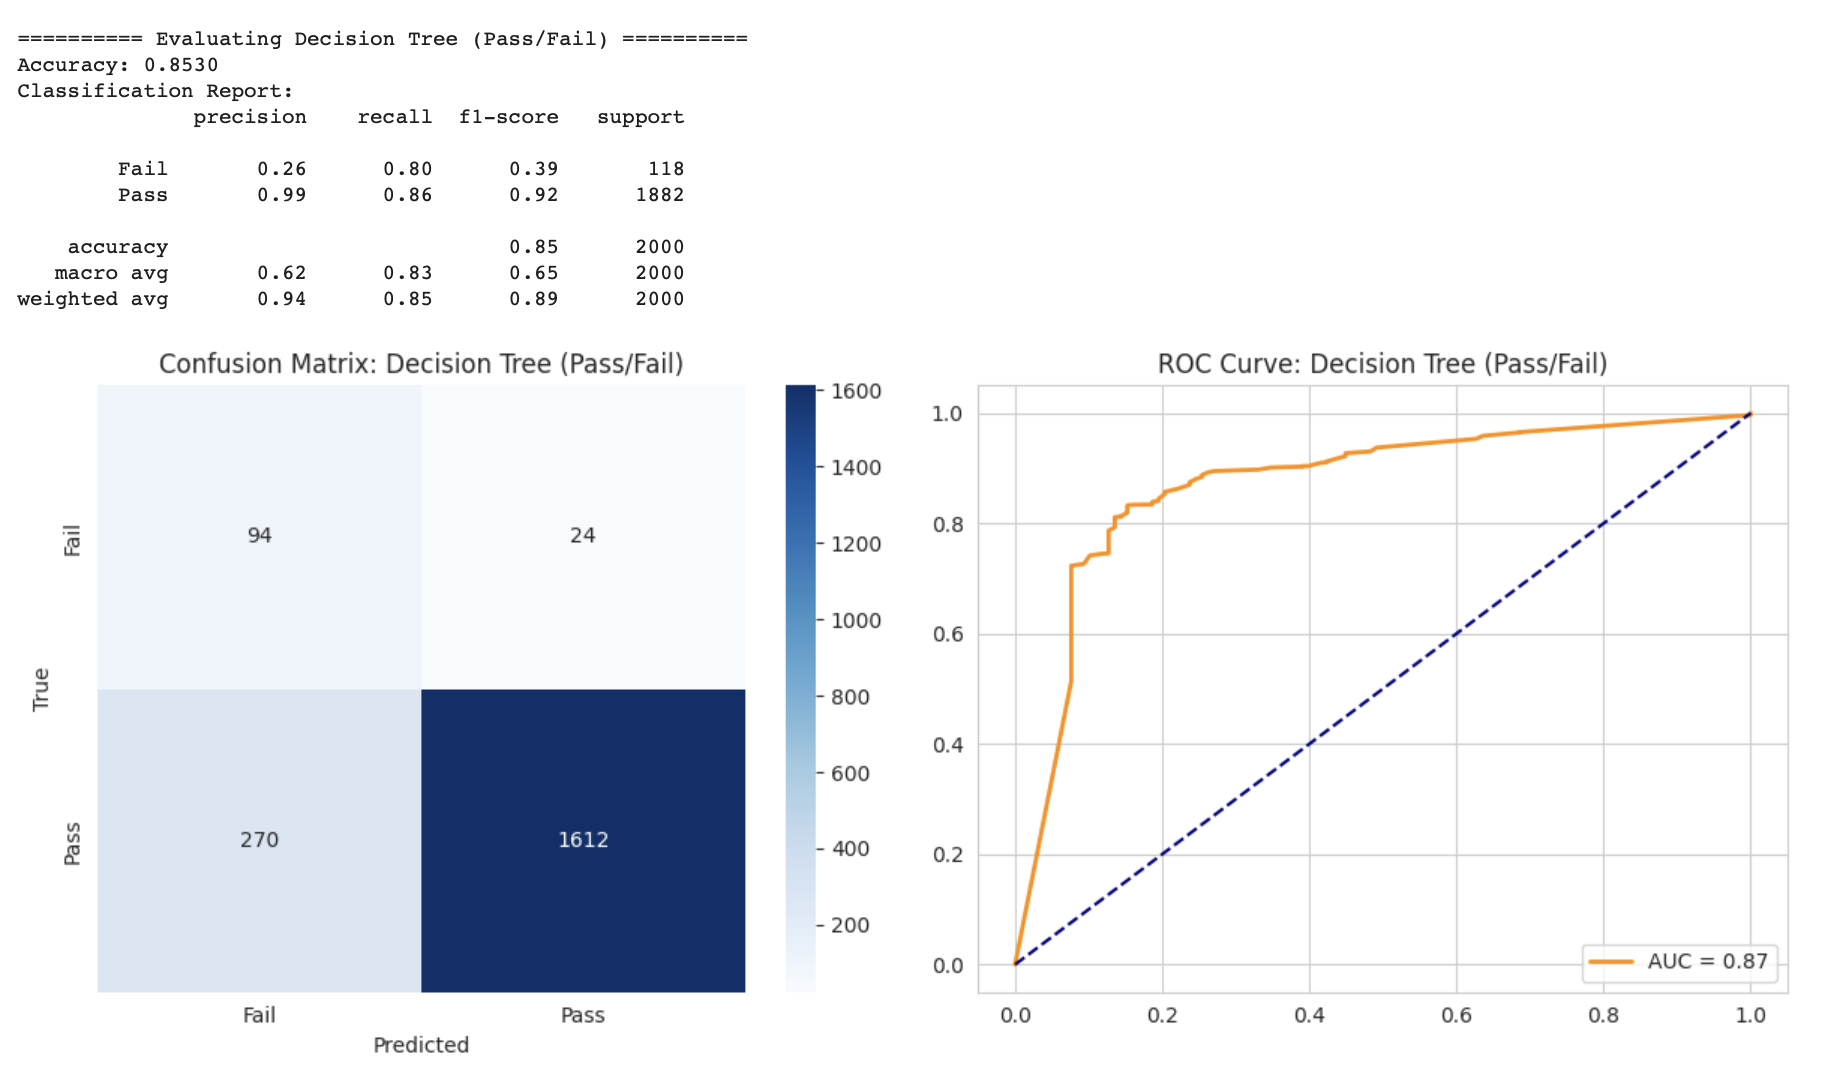 ========== Evaluating Decision Tree (Pass/Fail) ==========
Accuracy: 0.8530
Classification Report:
precision recall f1-score support
Fail 0.26 0.80 0.39 118
Pass 0.99 0.86 0.92 1882
accuracy 0.85 2000
macro avg 0.62 0.83 0.65 2000
weighted avg 0.94 0.85 0.89 2000
Confusion Matrix: Decision Tree (Pass/Fail)
True
Fail
94
24
Pass
270
1612
Fail
Pass
Predicted
1600
1400
1200
1000
800
600
400
200
ROC Curve: Decision Tree (Pass/Fail)
1.0
0.8
0.6
0.4
0.2
0.0
AUC = 0.87
0.0 0.2 0.4 0.6 0.8 1.0